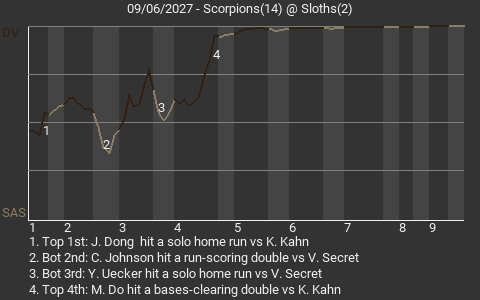 09/06/2027 - Scorpions(14) @ Sloths(2)
DV
4
3
1
2
SAS
1 2 3 4 5 6 7 8 9
1. Top 1st: J. Dong hit a solo home run vs K. Kahn
2. Bot 2nd: C. Johnson hit a run-scoring double vs V. Secret
3. Bot 3rd: Y. Uecker hit a solo home run vs V. Secret
4. Top 4th: M. Do hit a bases-clearing double vs K. Kahn